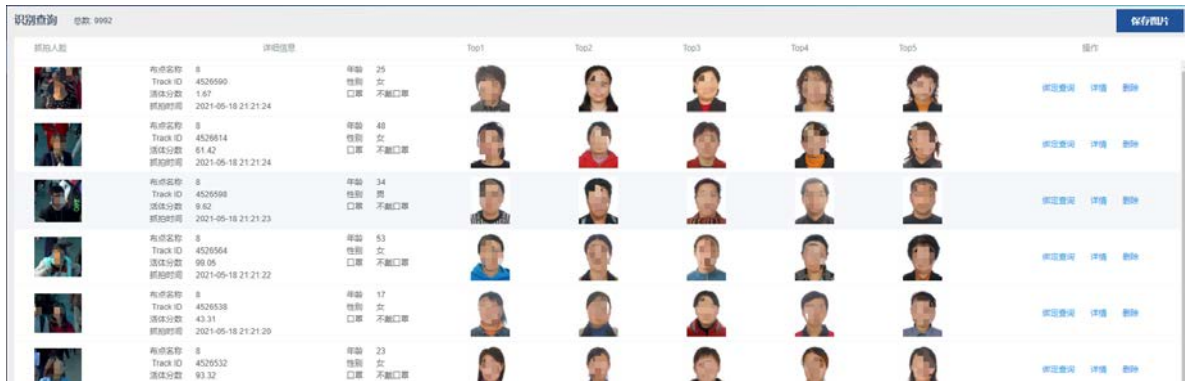 识别查询 总数: 9992 保存图片
抓拍人脸 详细信息 Top1 Top2 Top3 Top4 Top5 操作
布点名称 8 年龄 25
Track ID 4526590 性别 女
活体分数 1.67 口罩 不戴口罩
抓拍时间 2021-05-18 21:21:24
绑定查询 详情 删除
布点名称 8 年龄 48
Track ID 4526614 性别 女
活体分数 61.42 口罩 不戴口罩
抓拍时间 2021-05-18 21:21:24
绑定查询 详情 删除
布点名称 8 年龄 34
Track ID 4526598 性别 男
活体分数 9.62 口罩 不戴口罩
抓拍时间 2021-05-18 21:21:23
绑定查询 详情 删除
布点名称 8 年龄 53
Track ID 4526564 性别 女
活体分数 99.05 口罩 不戴口罩
抓拍时间 2021-05-18 21:21:22
绑定查询 详情 删除
布点名称 8 年龄 17
Track ID 4526538 性别 女
活体分数 43.31 口罩 不戴口罩
抓拍时间 2021-05-18 21:21:20
绑定查询 详情 删除
布点名称 8 年龄 23
Track ID 4526532 性别 女
活体分数 93.32 口罩 不戴口罩
绑定查询 详情 删除